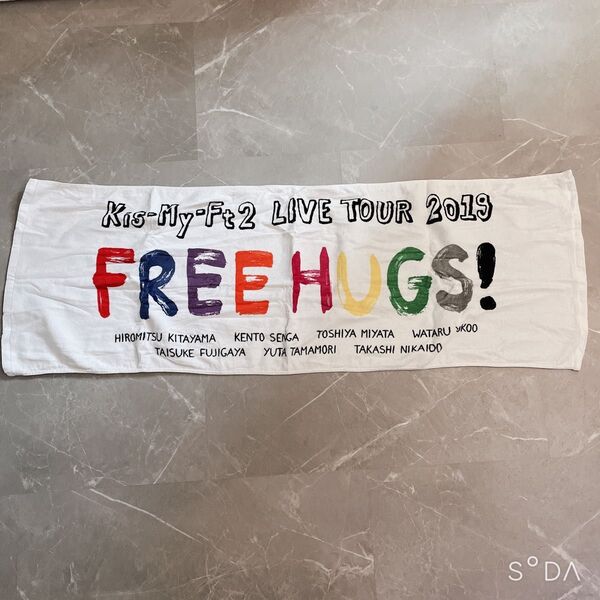 Kis-My-Ft2 LIVE TOUR 2019
FREE HUGS!
HIROMITSU KITAYAMA KENTO SENGA TOSHIYA MIYATA WATARU YOKOO
TAISUKE FUJIGAYA YUTA TAMAMORI TAKASHI NIKAIDO
SODA